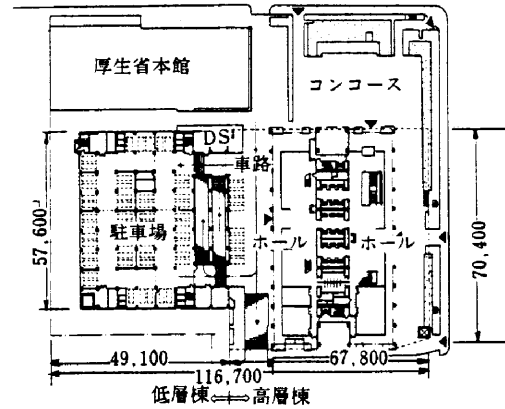 厚生省本館
コンコース
DS
車路
駐車場
ホール
ホール
57,600
70,400
49,100
67,800
116,700
低層棟⇔高層棟